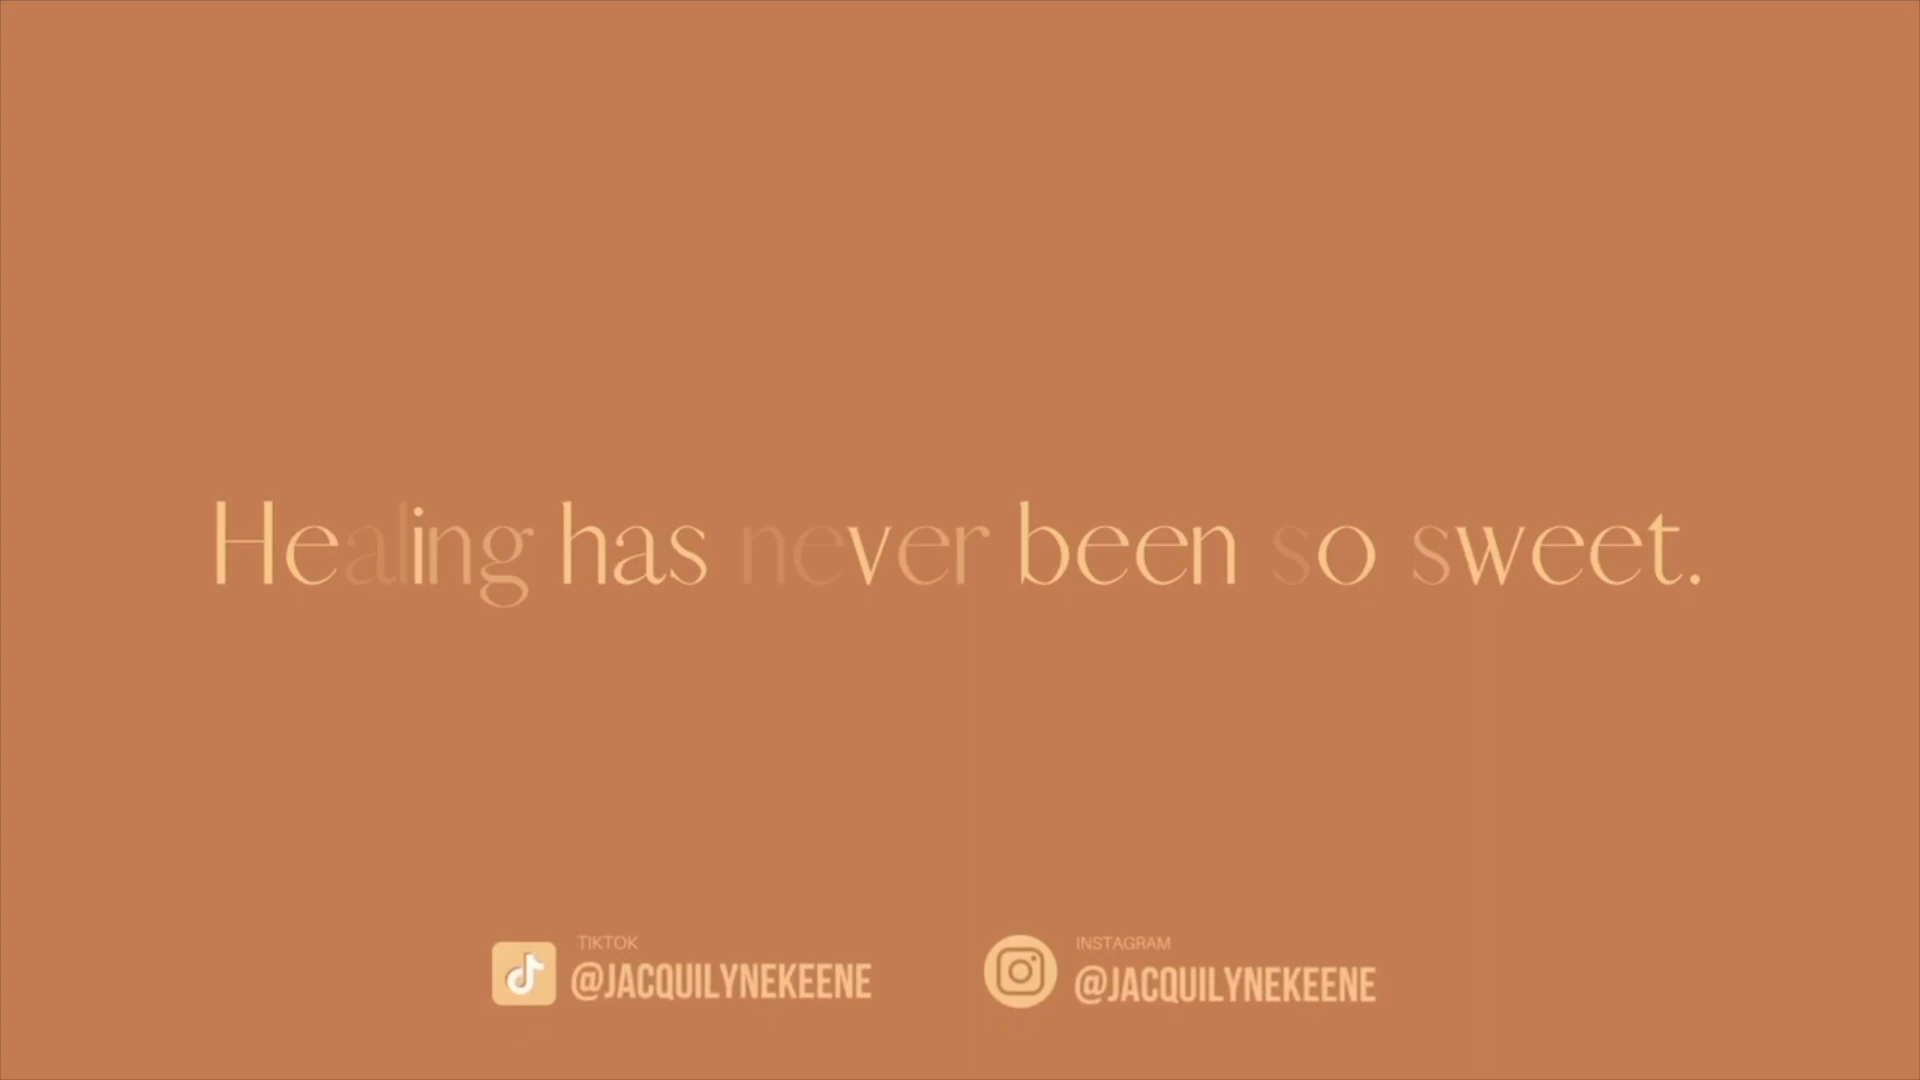 Healing has never been so sweet.
TIKTOK
@JACQUILYNEKEENE
INSTAGRAM
@JACQUILYNEKEENE